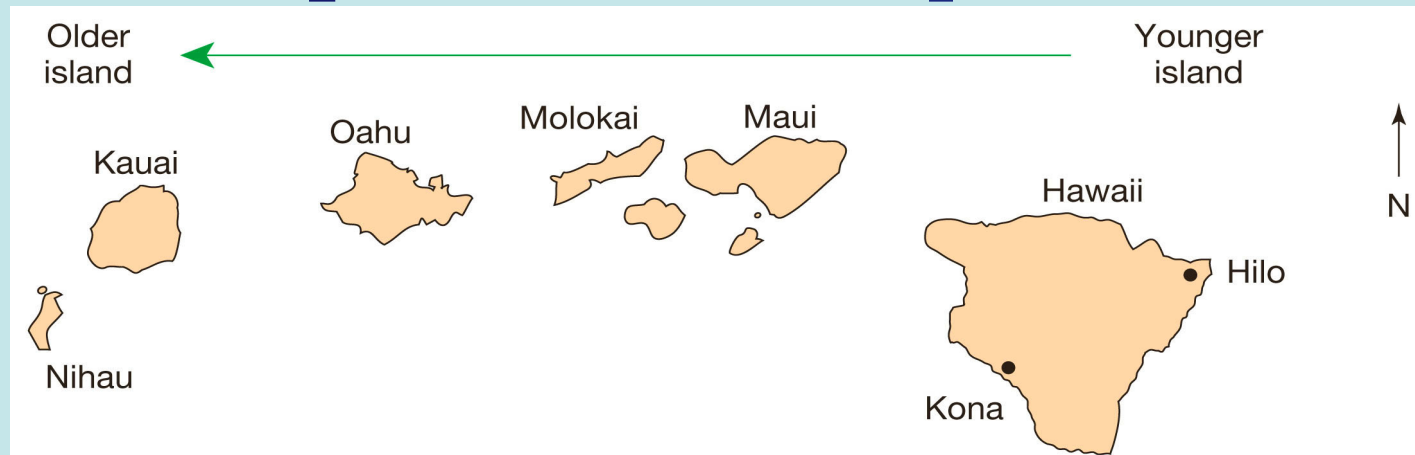 Older
island
Younger
island
Kauai
Oahu
Molokai
Maui
Hawaii
N
Hilo
Nihau
Kona